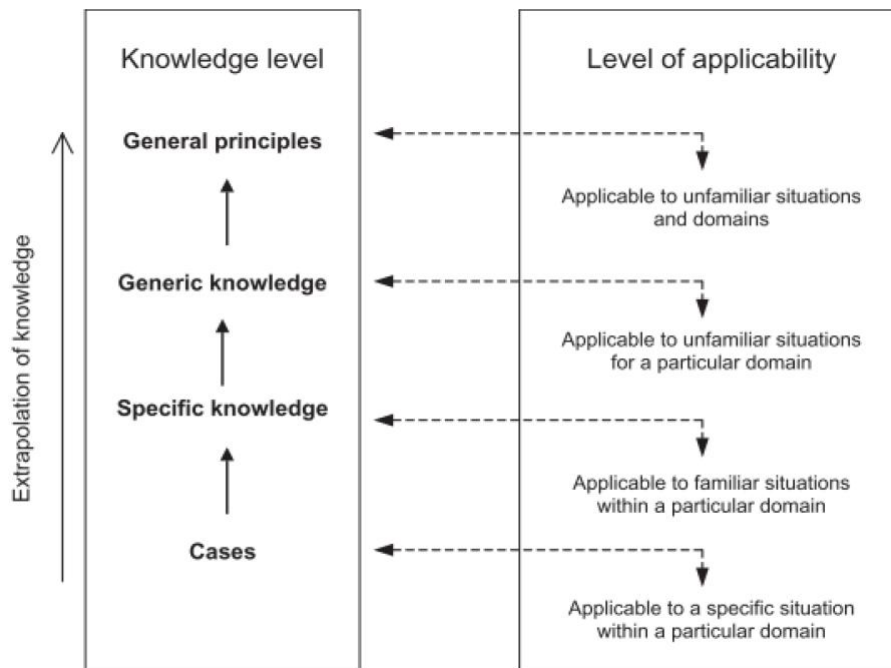 Knowledge level
General principles
Generic knowledge
Specific knowledge
Cases
Extrapolation of knowledge
Level of applicability
Applicable to unfamiliar situations
and domains
Applicable to unfamiliar situations
for a particular domain
Applicable to familiar situations
within a particular domain
Applicable to a specific situation
within a particular domain